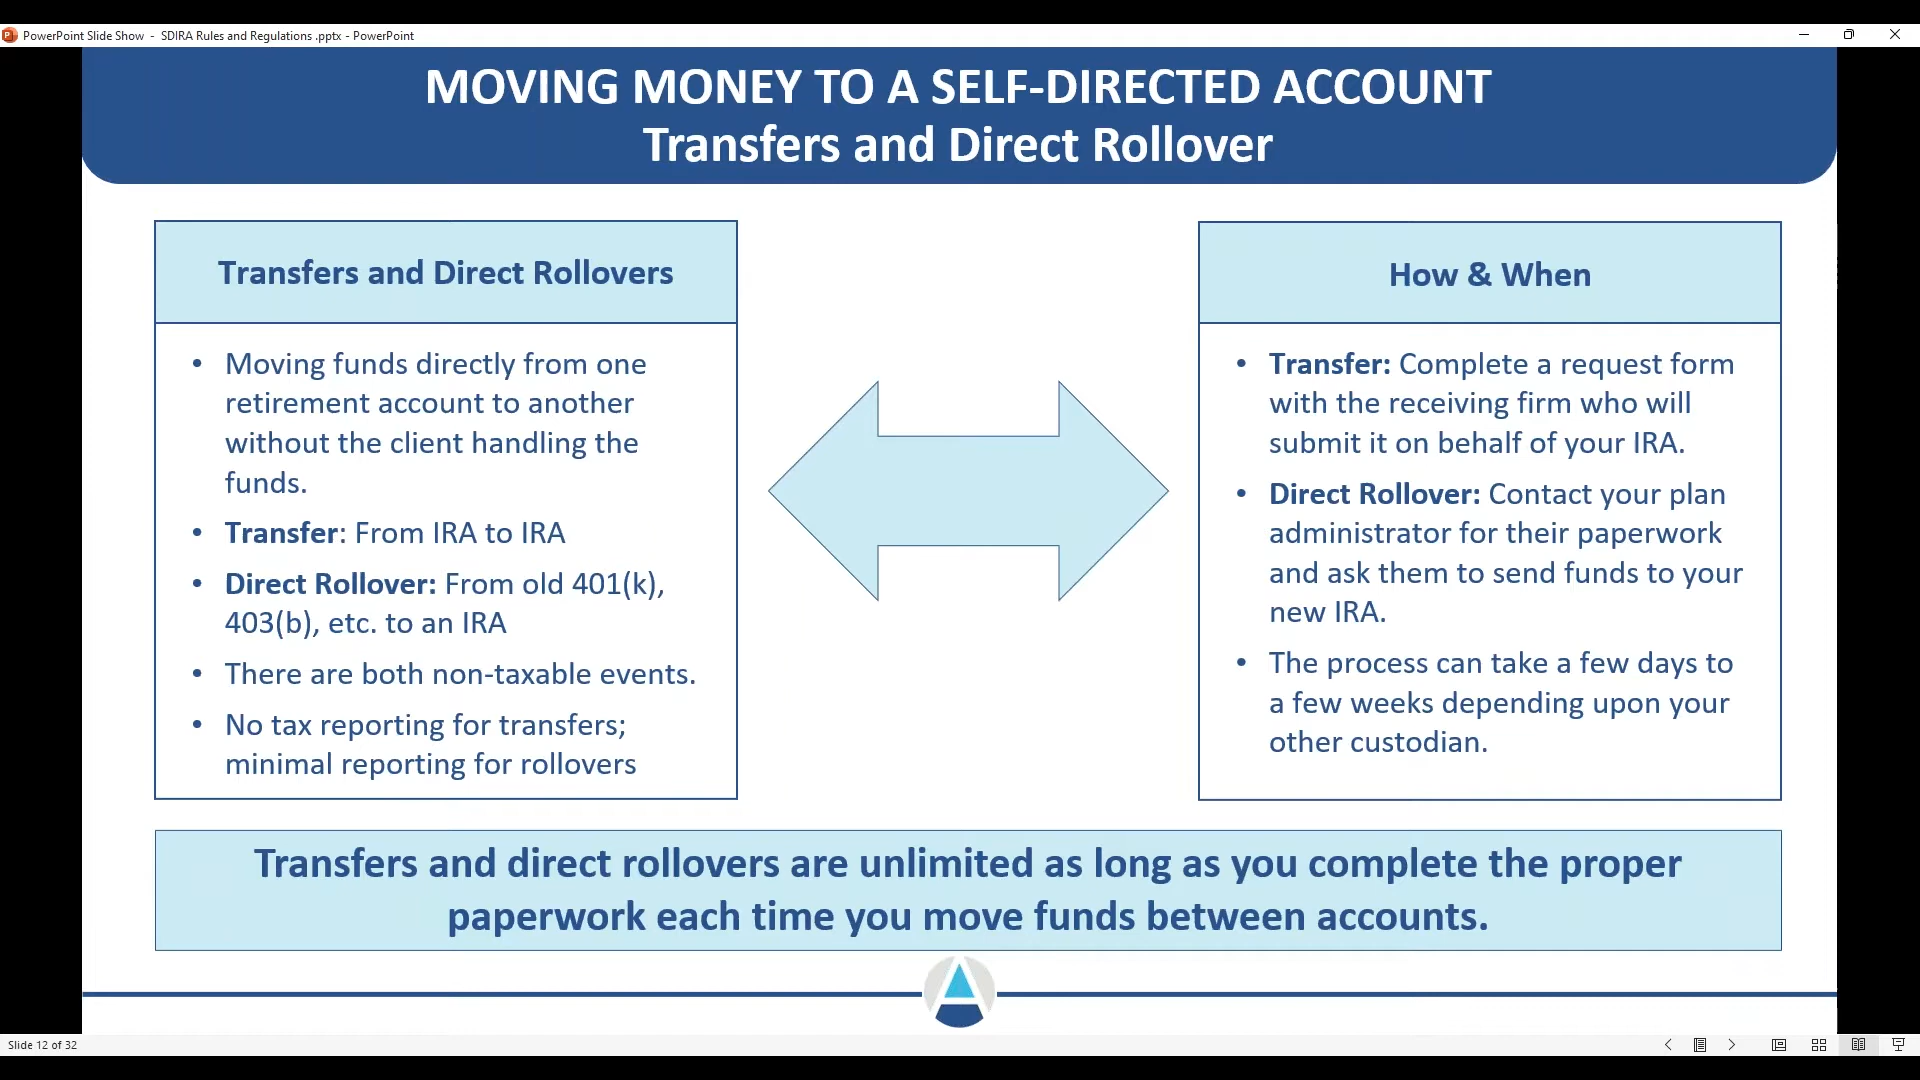 PowerPoint Slide Show - SDIRA Rules and Regulations .pptx - PowerPoint
MOVING MONEY TO A SELF-DIRECTED ACCOUNT
Transfers and Direct Rollover
Transfers and Direct Rollovers
• Moving funds directly from one
retirement account to another
without the client handling the
funds.
• Transfer: From IRA to IRA
• Direct Rollover: From old 401(k),
403(b), etc. to an IRA
• There are both non-taxable events.
• No tax reporting for transfers;
minimal reporting for rollovers
How & When
• Transfer: Complete a request form
with the receiving firm who will
submit it on behalf of your IRA.
• Direct Rollover: Contact your plan
administrator for their paperwork
and ask them to send funds to your
new IRA.
• The process can take a few days to
a few weeks depending upon your
other custodian.
Transfers and direct rollovers are unlimited as long as you complete the proper
paperwork each time you move funds between accounts.
Slide 12 of 32